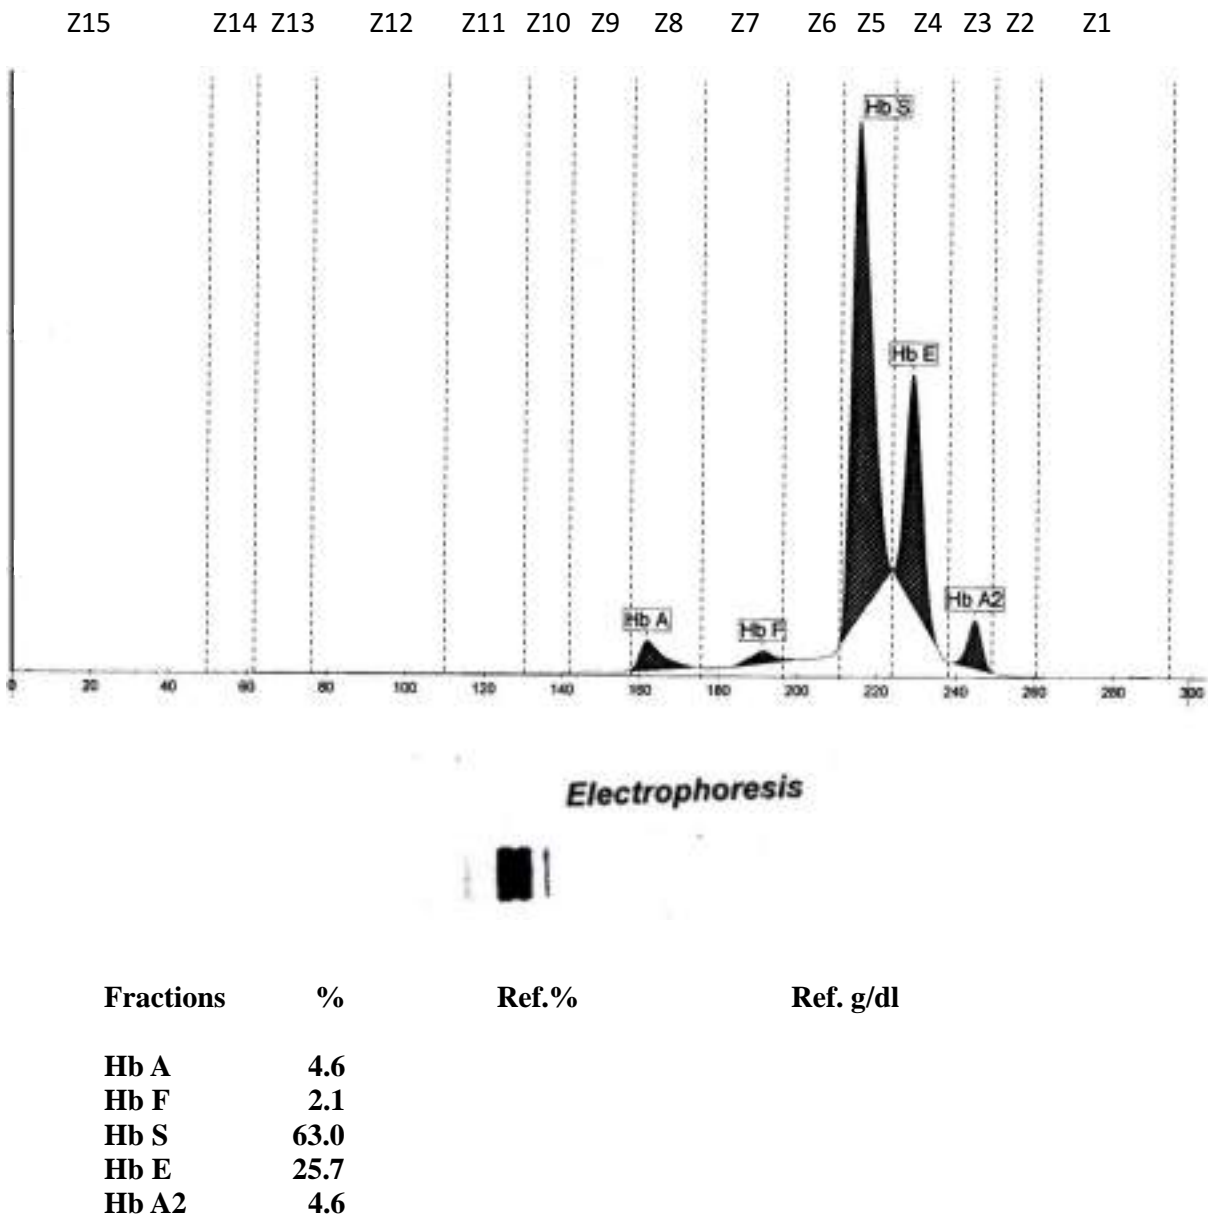 Z15 Z14 Z13 Z12 Z11 Z10 Z9 Z8 Z7 Z6 Z5 Z4 Z3 Z2 Z1
Hb S
Hb E
Hb A2
Hb A
Hb F
0 20 40 60 80 100 120 140 160 180 200 220 240 260 280 300
Electrophoresis
Fractions % Ref.% Ref. g/dl
Hb A 4.6
Hb F 2.1
Hb S 63.0
Hb E 25.7
Hb A2 4.6